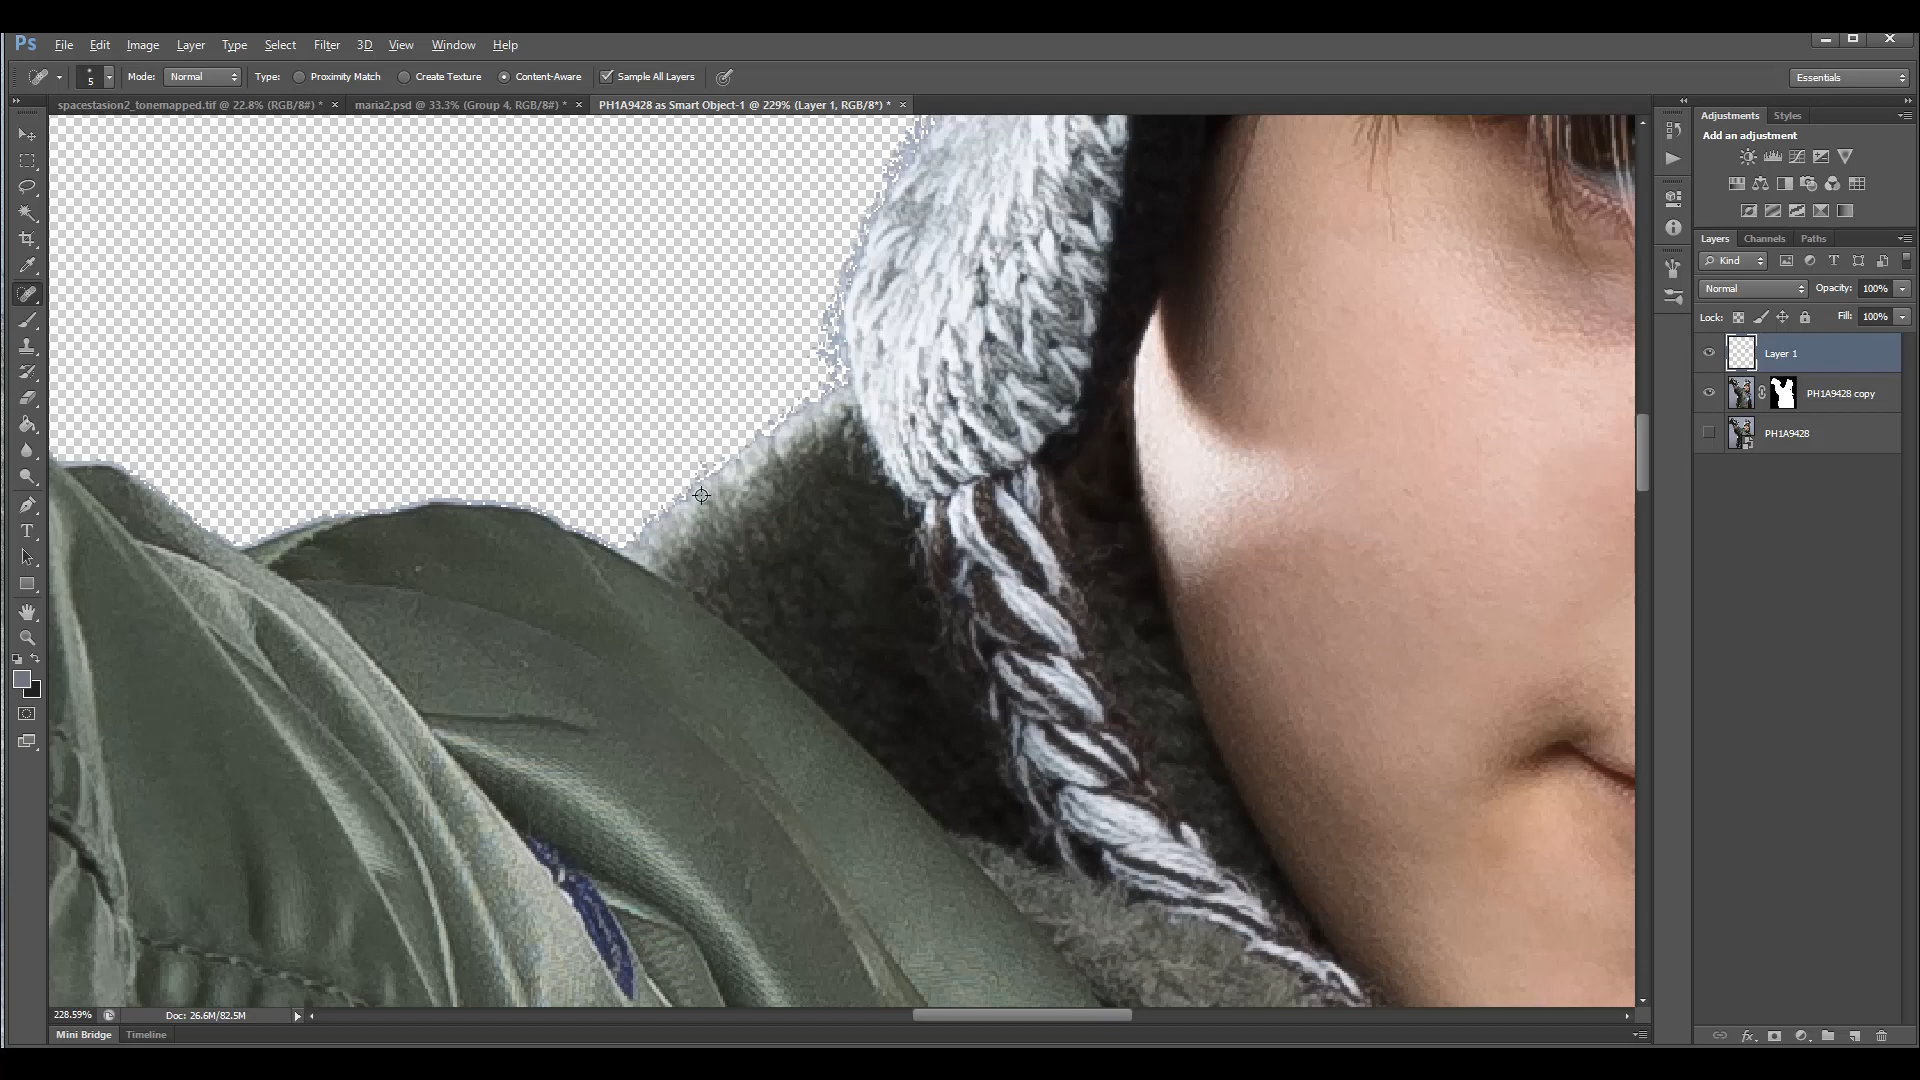 Ps File Edit Image Layer Type Select Filter 3D View Window Help
5 Mode: Normal Type: Proximity Match Create Texture Content-Aware Sample All Layers Essentials
spacestasion2_tonemapped.tif @ 22.8% (RGB/8#) * × maria2.psd @ 33.3% (Group 4, RGB/8#) * × PH1A9428 as Smart Object-1 @ 229% (Layer 1, RGB/8*) * ×
Adjustments Styles
Add an adjustment
Layers Channels Paths
Kind T
Normal Opacity: 100%
Lock: Fill: 100%
Layer 1
PH1A9428 copy
PH1A9428
T
228.59% Doc: 26.6M/82.5M
Mini Bridge Timeline
fx